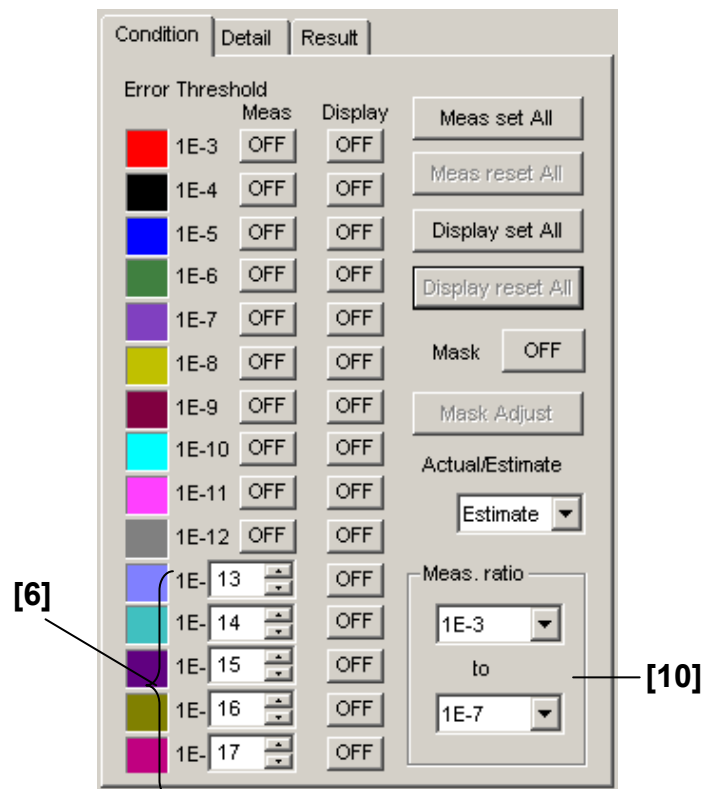 Condition Detail Result
Error Threshold
Meas Display
1E-3 OFF OFF
1E-4 OFF OFF
1E-5 OFF OFF
1E-6 OFF OFF
1E-7 OFF OFF
1E-8 OFF OFF
1E-9 OFF OFF
1E-10 OFF OFF
1E-11 OFF OFF
1E-12 OFF OFF
1E- 13 OFF
1E- 14 OFF
1E- 15 OFF
1E- 16 OFF
1E- 17 OFF
[6]
Meas set All
Meas reset All
Display set All
Display reset All
Mask OFF
Mask Adjust
Actual/Estimate
Estimate
Meas. ratio
1E-3
to
1E-7
[10]